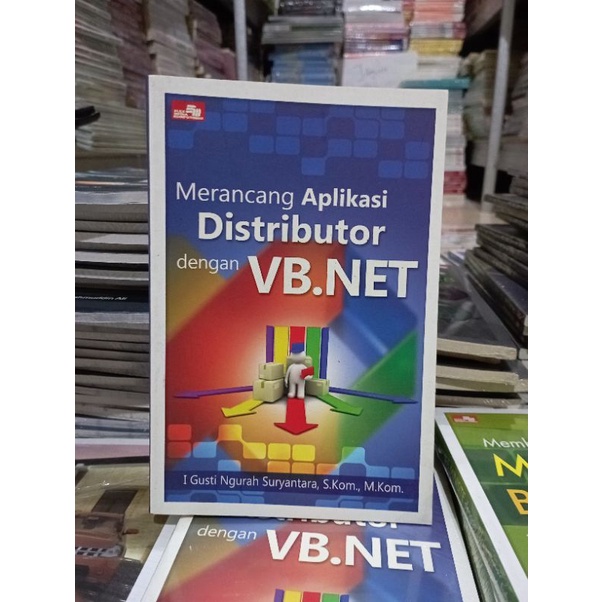 Merancang Aplikasi
Distributor
dengan VB.NET
I Gusti Ngurah Suryantara, S.Kom., M.Kom.
dengan VB.NET